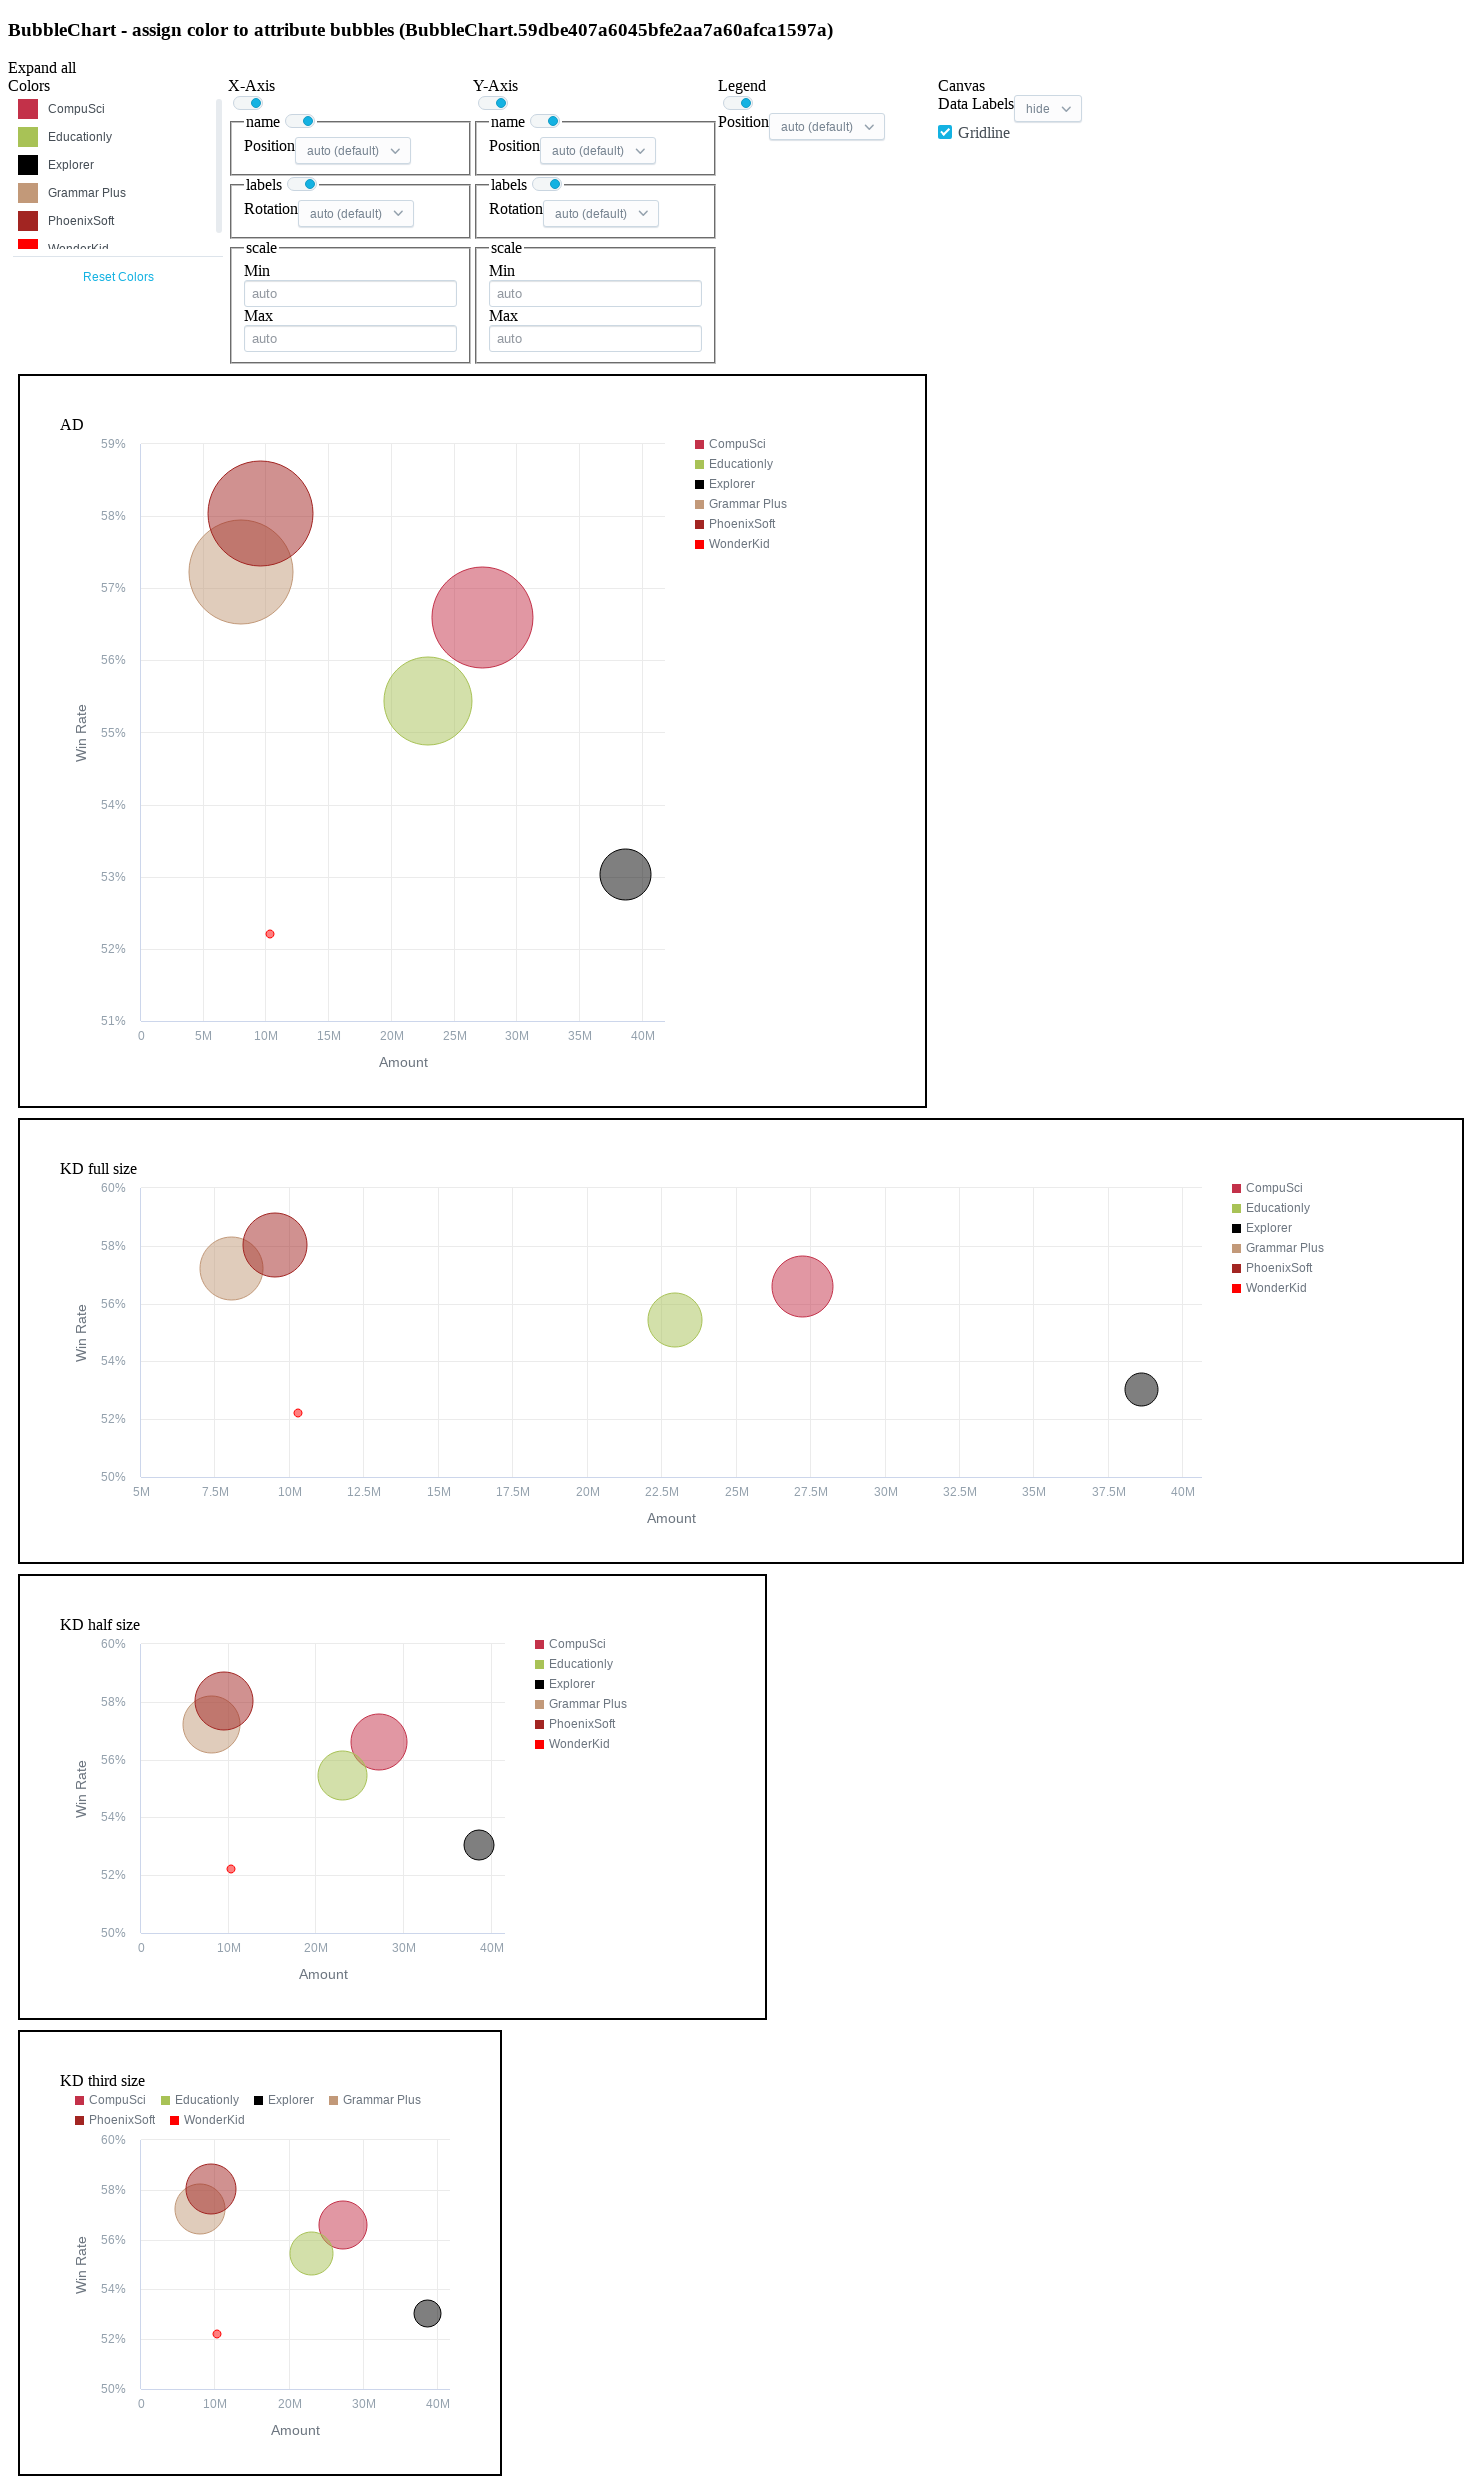 BubbleChart - assign color to attribute bubbles (BubbleChart.59dbe407a6045bfe2aa7a60afca1597a)
Expand all
Colors
CompuSci
Educationly
Explorer
Grammar Plus
PhoenixSoft
WonderKid
Reset Colors
X-Axis
name
Position auto (default)
labels
Rotation auto (default)
scale
Min
auto
Max
auto
Y-Axis
name
Position auto (default)
labels
Rotation auto (default)
scale
Min
auto
Max
auto
Legend
Position auto (default)
Canvas
Data Labels hide
Gridline
AD
59%
58%
57%
56%
55%
54%
53%
52%
51%
Win Rate
0 5M 10M 15M 20M 25M 30M 35M 40M
Amount
CompuSci
Educationly
Explorer
Grammar Plus
PhoenixSoft
WonderKid
KD full size
60%
58%
56%
54%
52%
50%
Win Rate
5M 7.5M 10M 12.5M 15M 17.5M 20M 22.5M 25M 27.5M 30M 32.5M 35M 37.5M 40M
Amount
CompuSci
Educationly
Explorer
Grammar Plus
PhoenixSoft
WonderKid
KD half size
60%
58%
56%
54%
52%
50%
Win Rate
0 10M 20M 30M 40M
Amount
CompuSci
Educationly
Explorer
Grammar Plus
PhoenixSoft
WonderKid
KD third size
CompuSci Educationly Explorer Grammar Plus
PhoenixSoft WonderKid
60%
58%
56%
54%
52%
50%
Win Rate
0 10M 20M 30M 40M
Amount